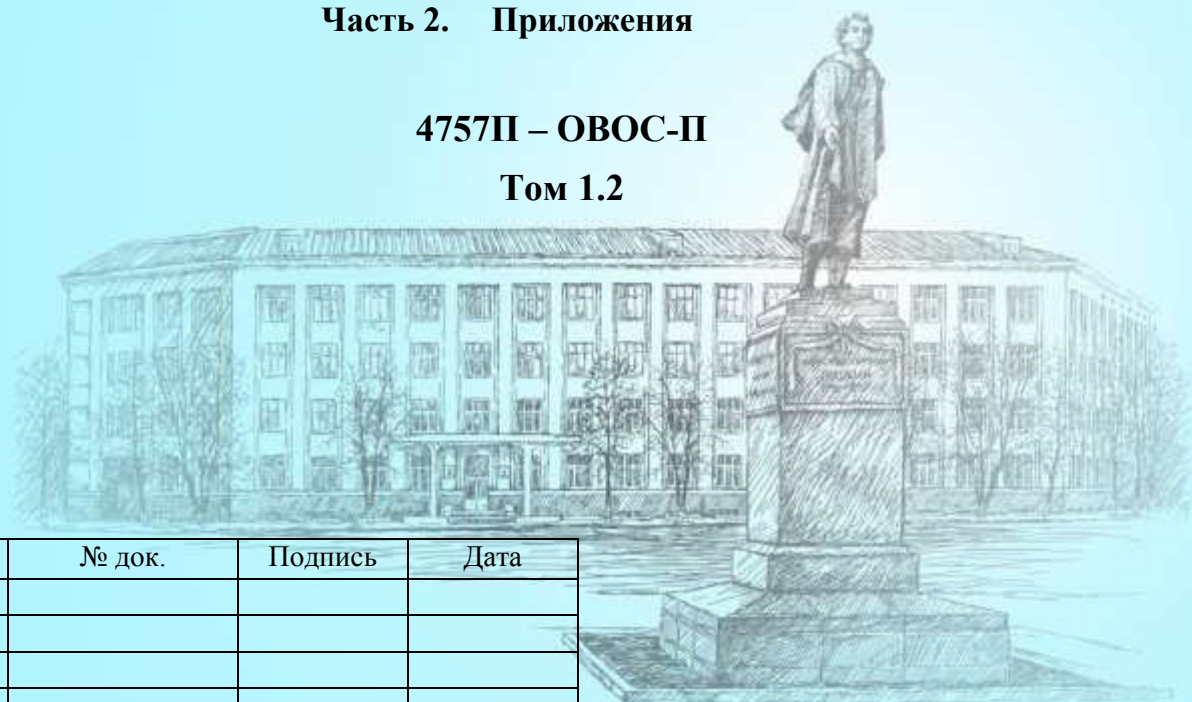 Часть 2. Приложения
4757П – ОВОС-П
Том 1.2
№ док. Подпись Дата